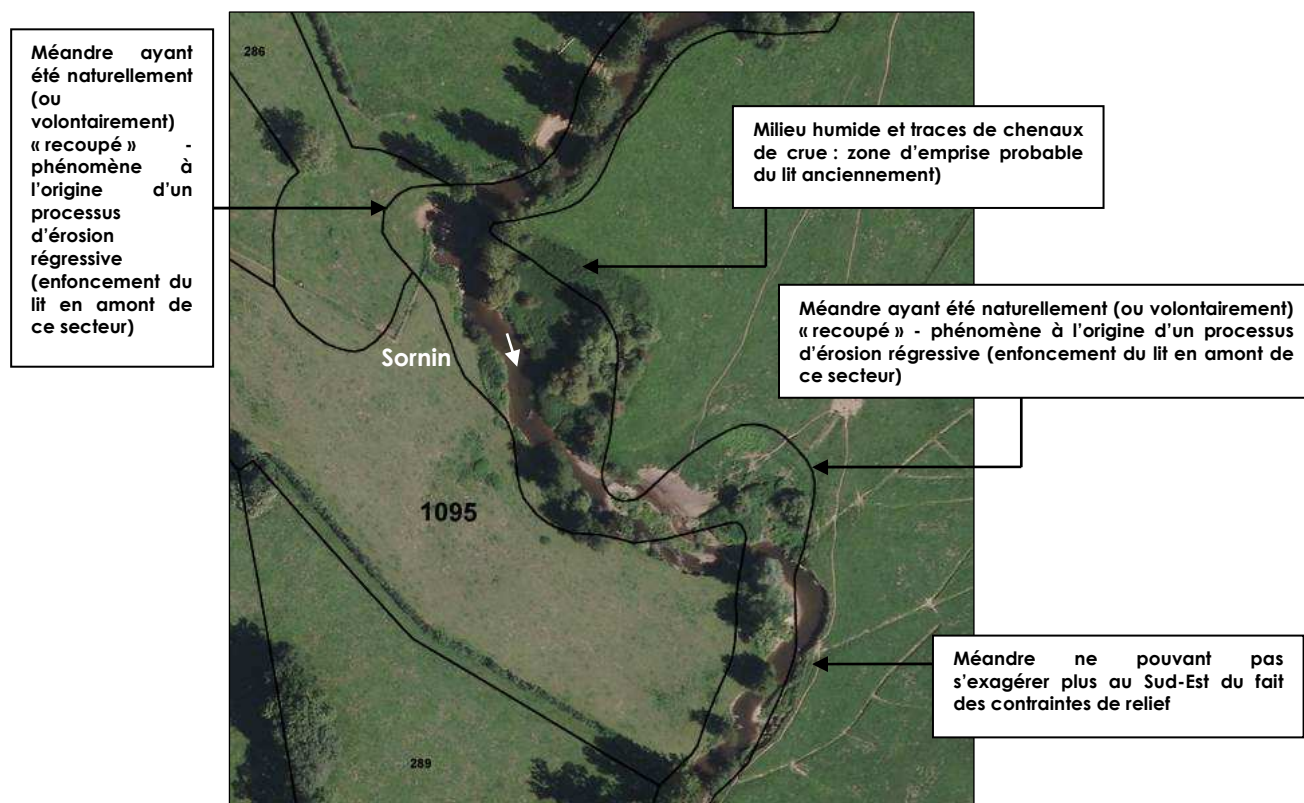 Méandre ayant
été naturellement
(ou
volontairement)
« recoupé » -
phénomène à
l'origine d'un
processus
d'érosion
régressive
(enfoncement du
lit en amont de
ce secteur)
286
Milieu humide et traces de chenaux
de crue : zone d'emprise probable
du lit anciennement)
Méandre ayant été naturellement (ou volontairement)
« recoupé » - phénomène à l'origine d'un processus
d'érosion régressive (enfoncement du lit en amont de
ce secteur)
Sornin
1095
Méandre ne pouvant pas
s'exagérer plus au Sud-Est du fait
des contraintes de relief
289